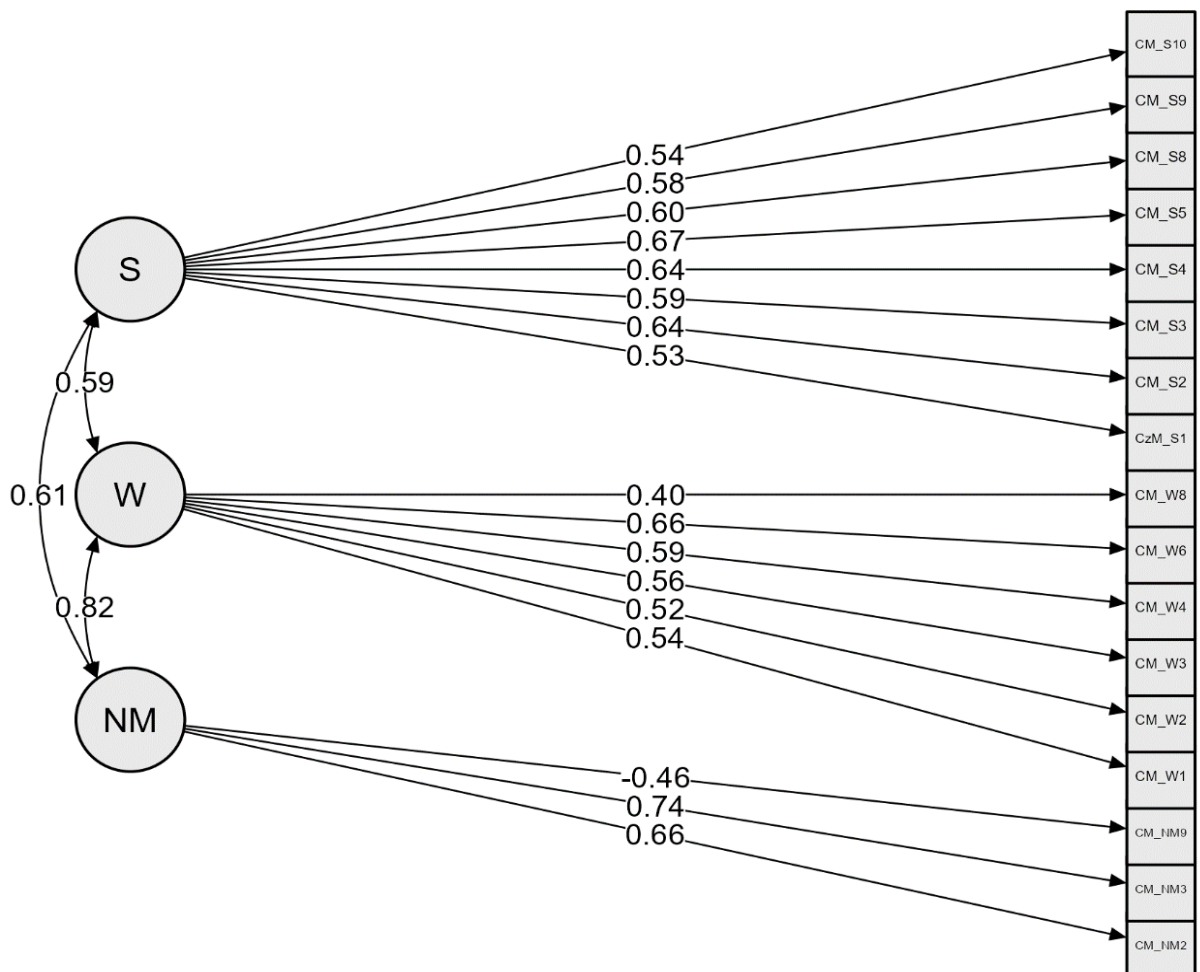 CM_S10
CM_S9
0.54
CM_S8
0.58
0.60
CM_S5
0.67
S
0.64
CM_S4
0.59
CM_S3
0.64
0.53
0.59
CM_S2
CzM_S1
0.61
W
0.40
CM_W8
0.66
CM_W6
0.59
0.56
CM_W4
0.52
0.82
0.54
CM_W3
NM
CM_W2
-0.46
CM_W1
0.74
0.66
CM_NM9
CM_NM3
CM_NM2